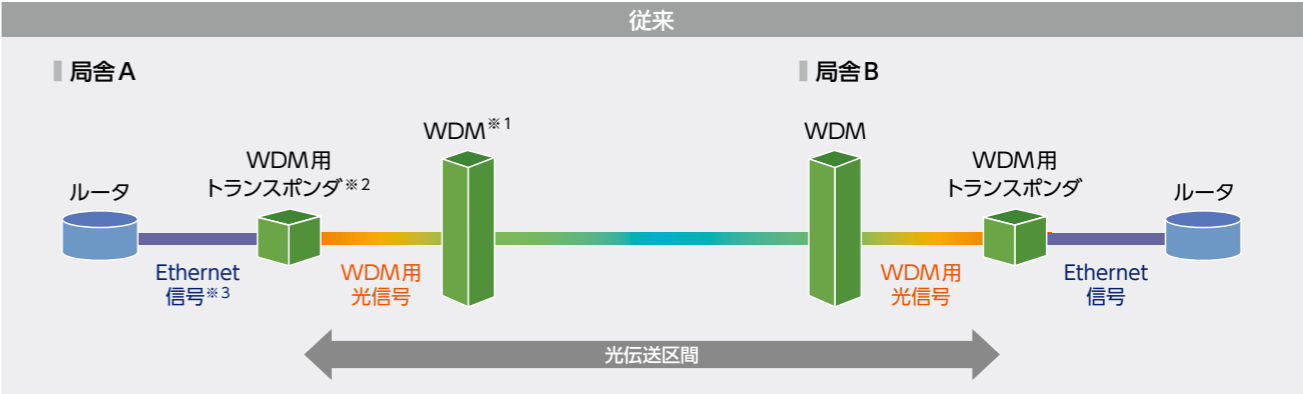 従来
局舎A
局舎B
WDM※1
WDM
WDM用
トランスポンダ※2
WDM用
トランスポンダ
ルータ
ルータ
Ethernet
信号※3
WDM用
光信号
WDM用
光信号
Ethernet
信号
光伝送区間